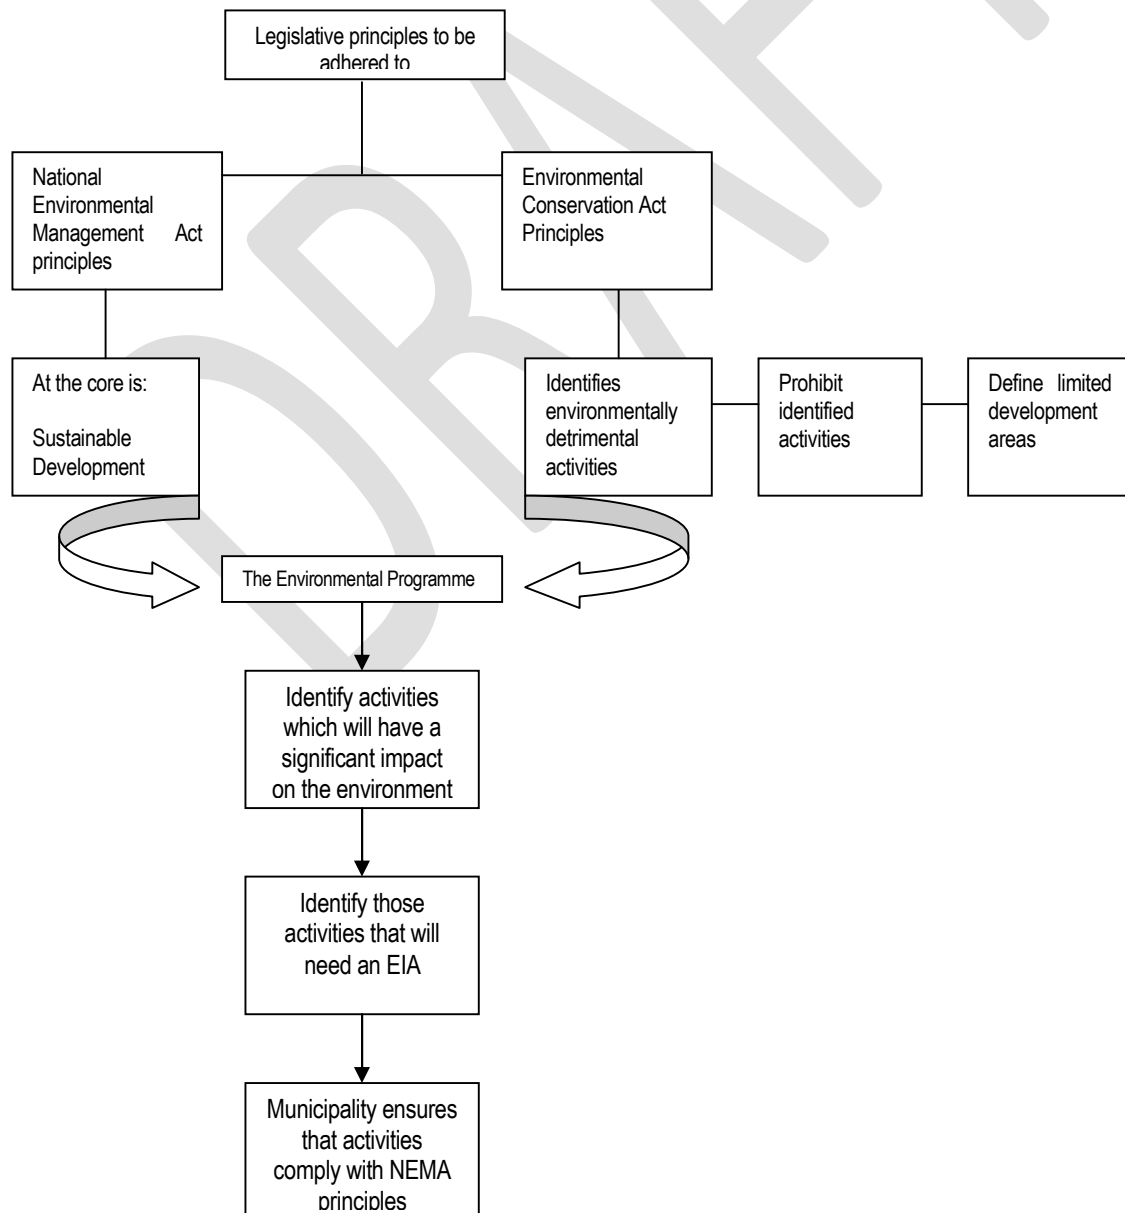 Legislative principles to be
adhered to
National
Environmental
Management Act
principles
Environmental
Conservation Act
Principles
At the core is:
Sustainable
Development
Identifies
environmentally
detrimental
activities
Prohibit
identified
activities
Define limited
development
areas
The Environmental Programme
Identify activities
which will have a
significant impact
on the environment
Identify those
activities that will
need an EIA
Municipality ensures
that activities
comply with NEMA
principles